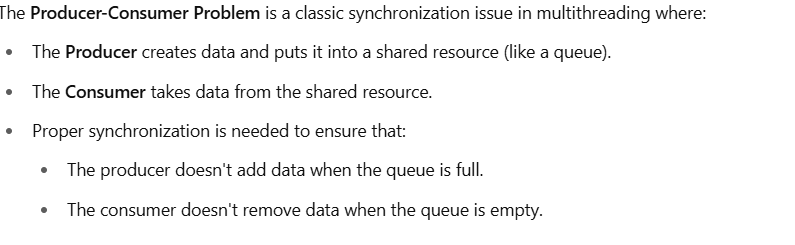 The Producer-Consumer Problem is a classic synchronization issue in multithreading where:
The Producer creates data and puts it into a shared resource (like a queue).
The Consumer takes data from the shared resource.
Proper synchronization is needed to ensure that:
The producer doesn't add data when the queue is full.
The consumer doesn't remove data when the queue is empty.